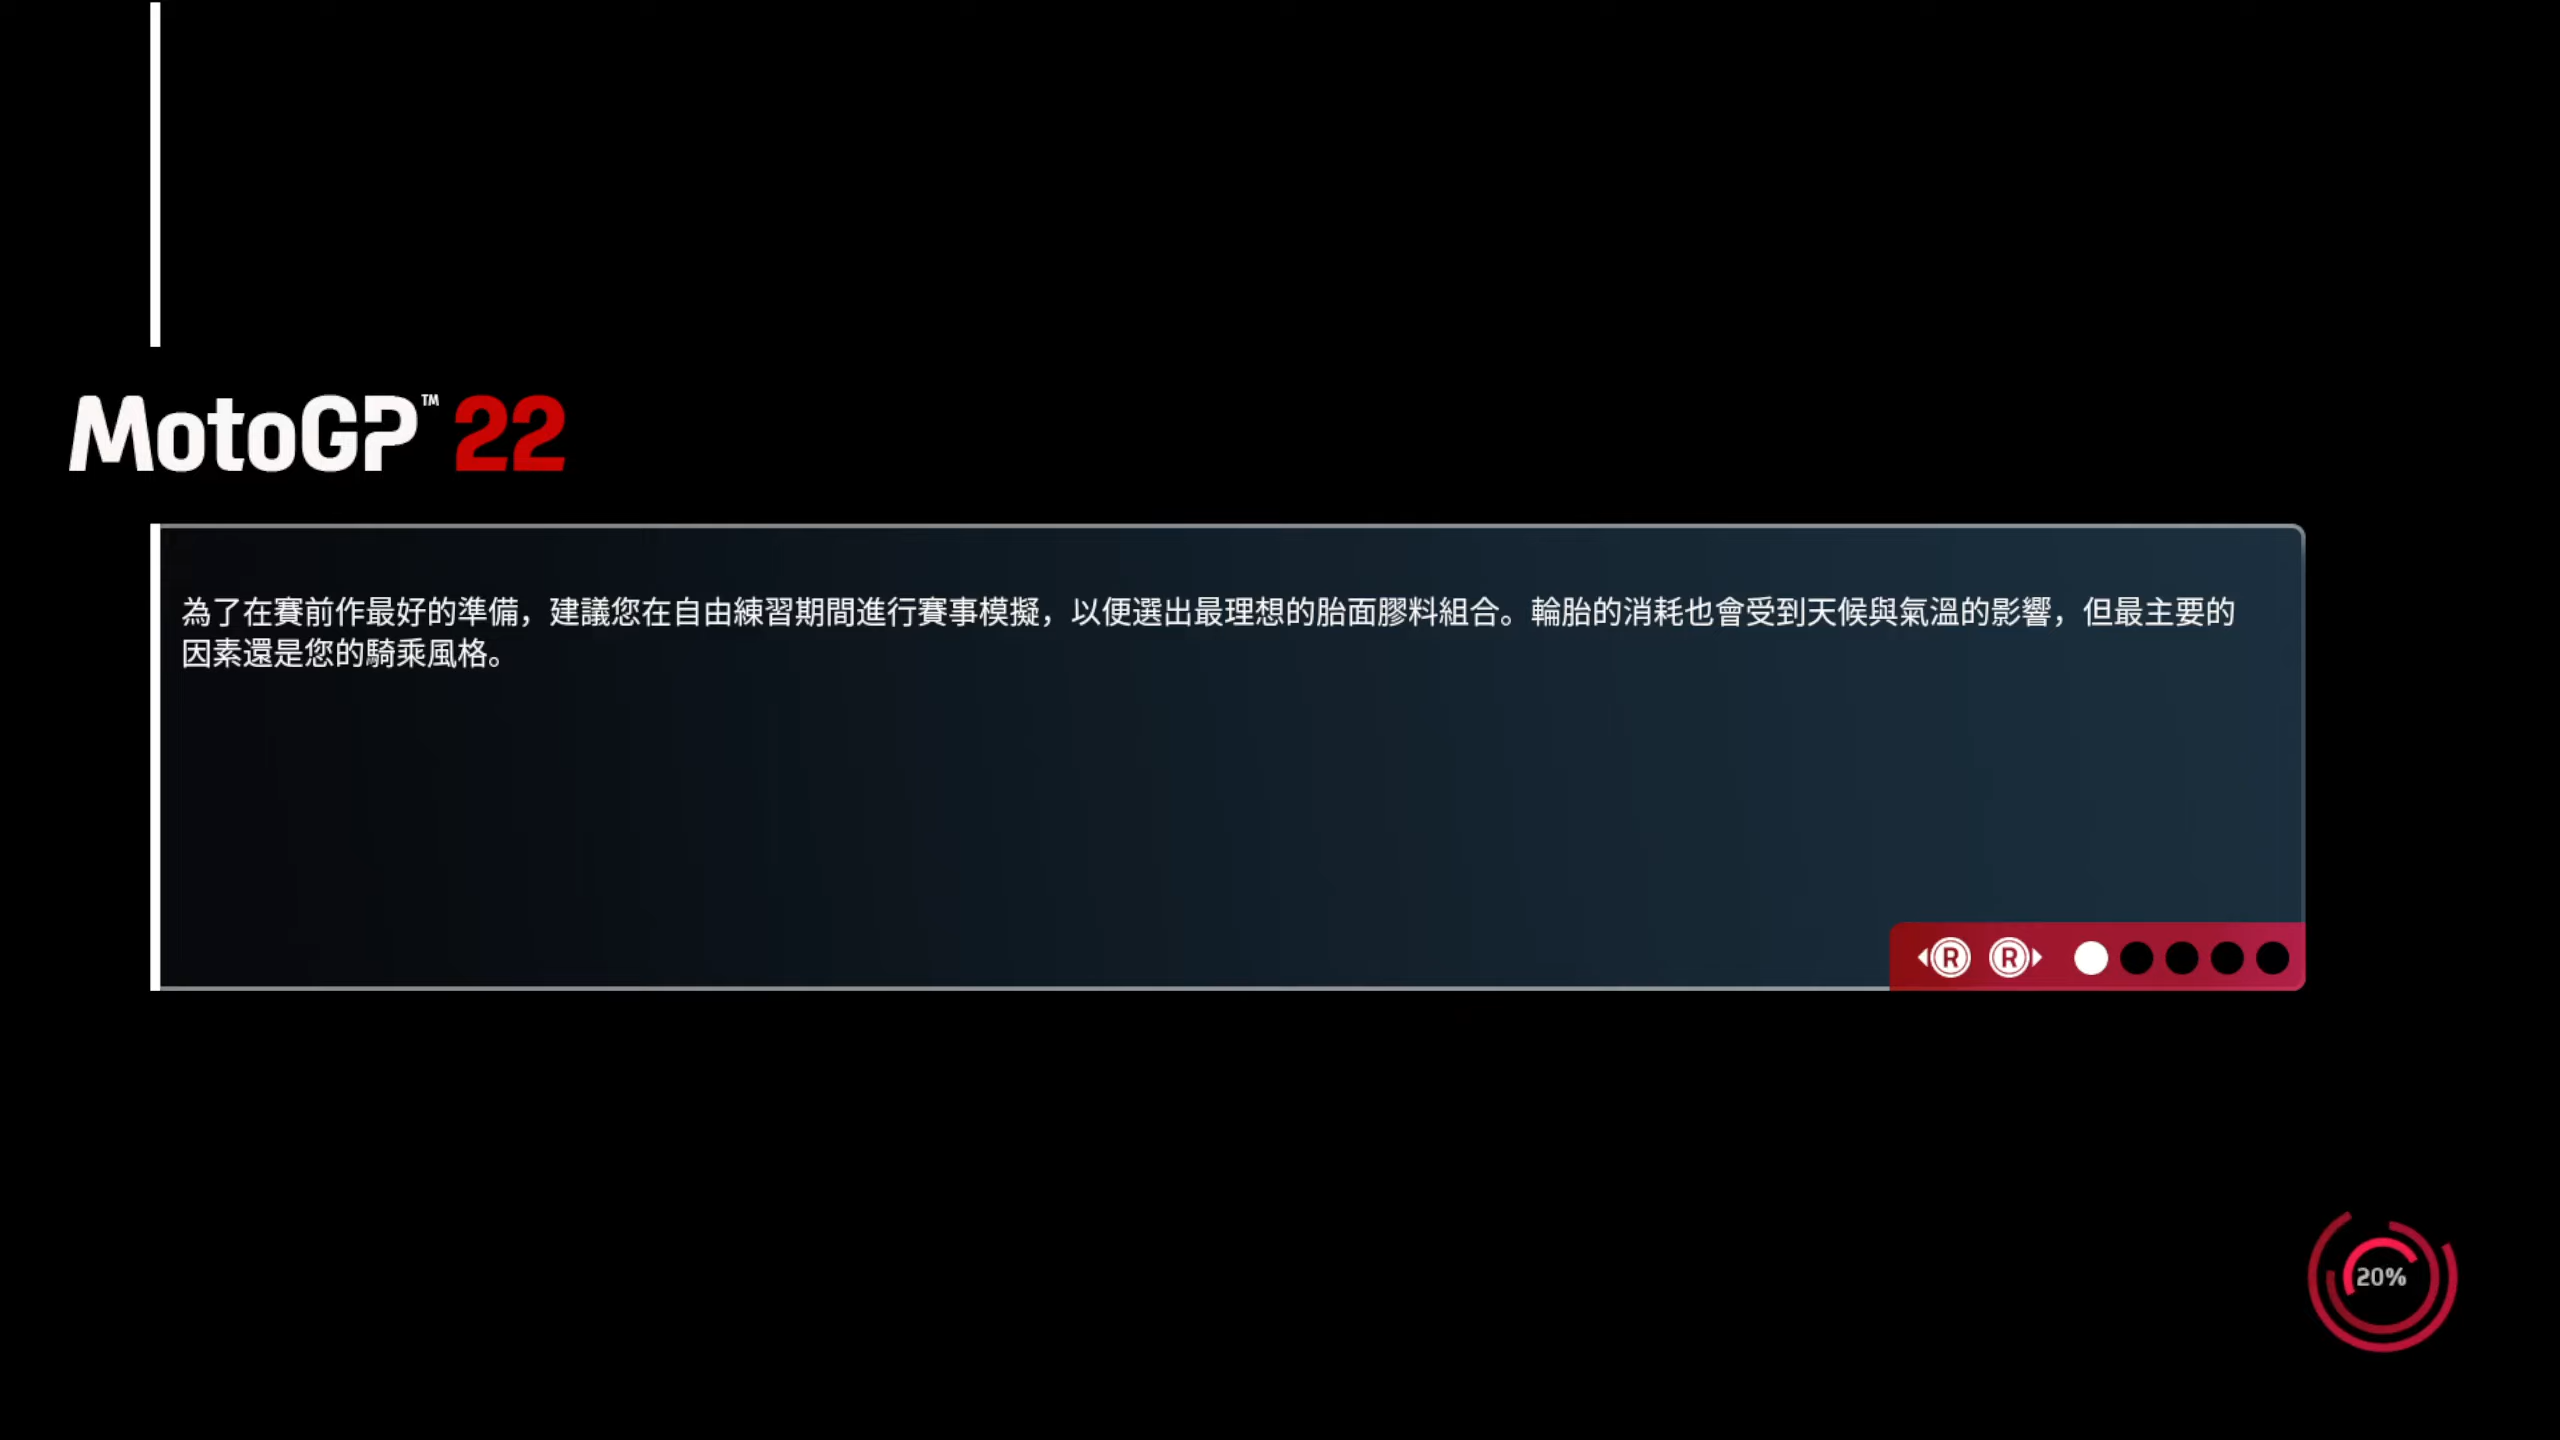 MotoGP™ 22
為了在賽前作最好的準備，建議您在自由練習期間進行賽事模擬，以便選出最理想的胎面膠料組合。輪胎的消耗也會受到天候與氣溫的影響，但最主要的
因素還是您的騎乘風格。
R R
20%